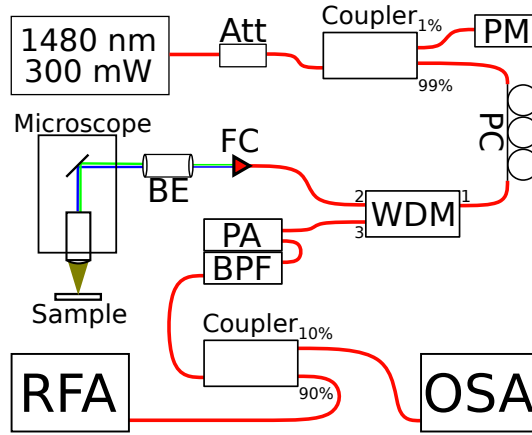 1480 nm
300 mW
Att
Coupler
1%
99%
PM
PC
Microscope
BE
FC
2
3
WDM
1
PA
BPF
Sample
Coupler
10%
90%
RFA
OSA